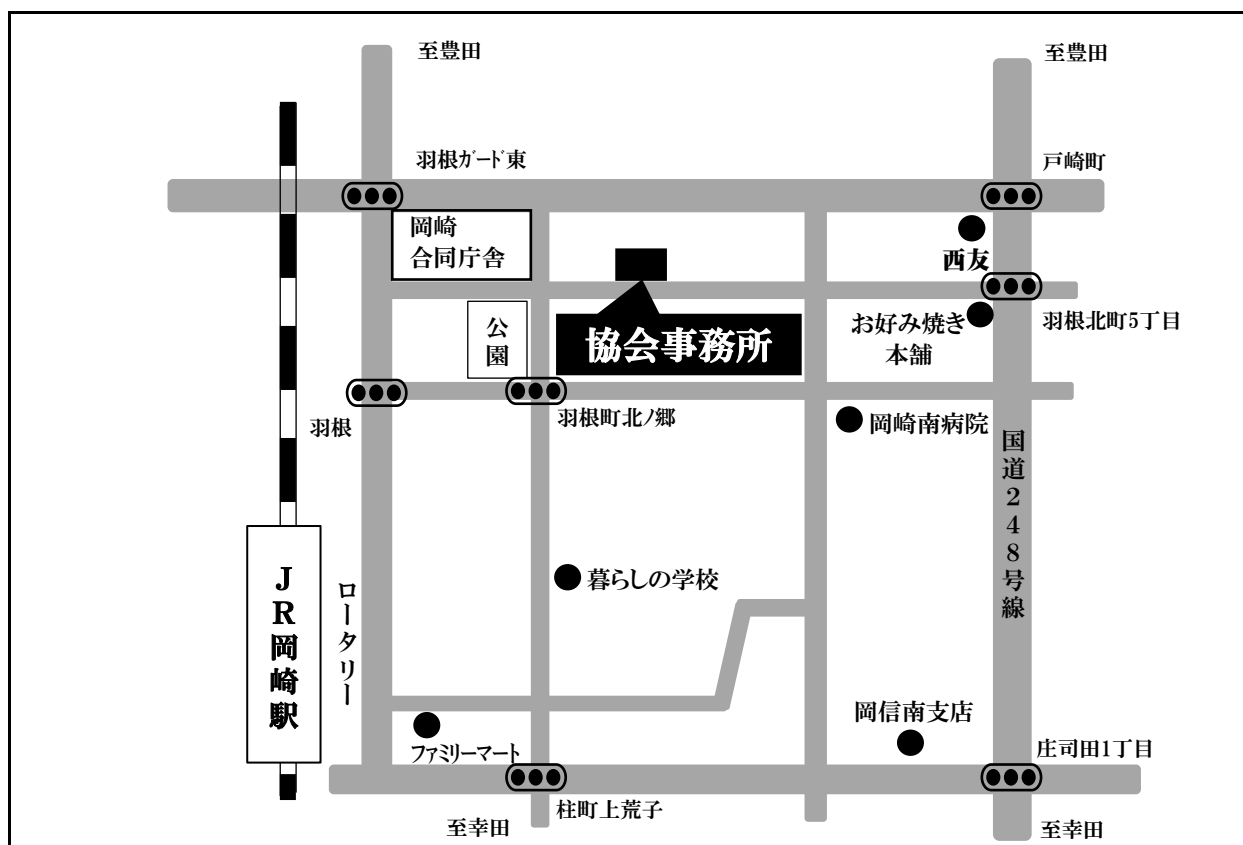 至豊田
至豊田
羽根ガード東
戸崎町
岡崎
合同庁舎
西友
公園
協会事務所
お好み焼き
本舗
羽根北町5丁目
羽根
羽根町北ノ郷
岡崎南病院
国道248号線
JR岡崎駅
ロータリー
暮らしの学校
岡信南支店
ファミリーマート
庄司田1丁目
柱町上荒子
至幸田
至幸田